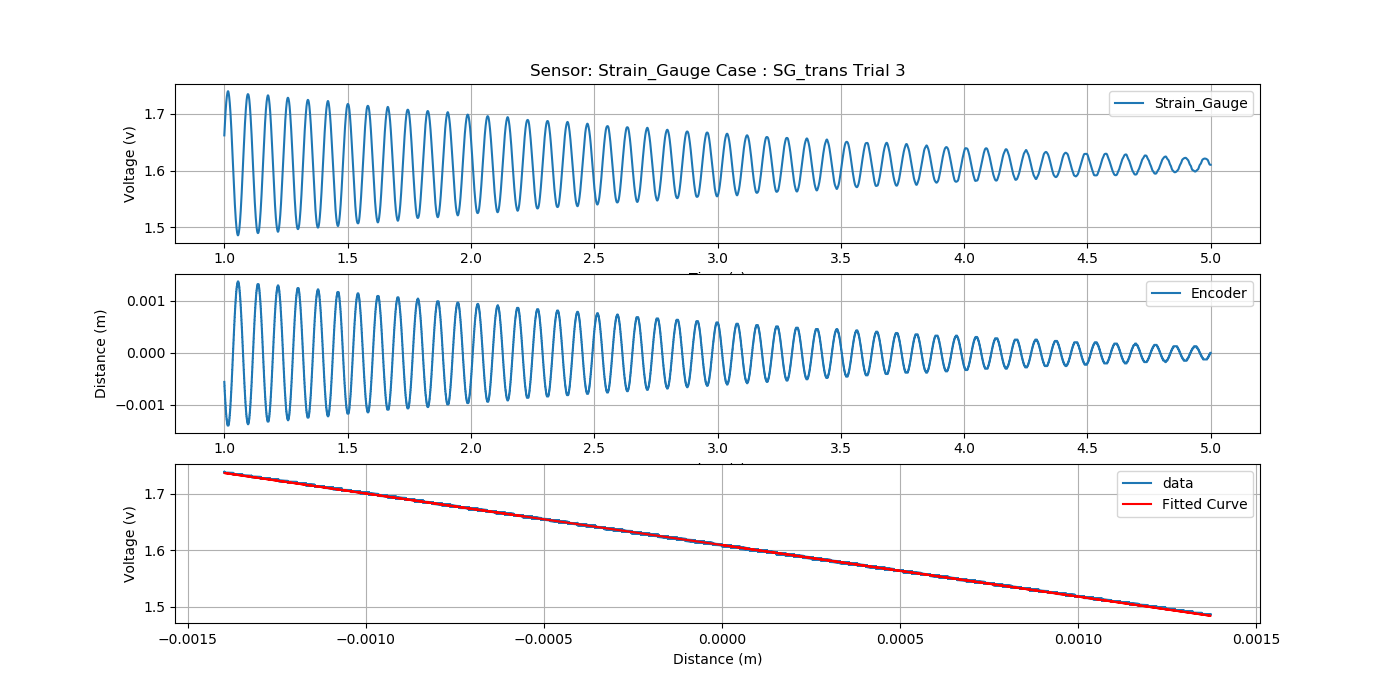 Sensor: Strain_Gauge Case : SG_trans Trial 3
Voltage (v)
1.7
1.6
1.5
Strain_Gauge
1.0 1.5 2.0 2.5 3.0 3.5 4.0 4.5 5.0
Distance (m)
0.001
0.000
−0.001
Encoder
1.0 1.5 2.0 2.5 3.0 3.5 4.0 4.5 5.0
Voltage (v)
1.7
1.6
1.5
data
Fitted Curve
−0.0015 −0.0010 −0.0005 0.0000 0.0005 0.0010 0.0015
Distance (m)